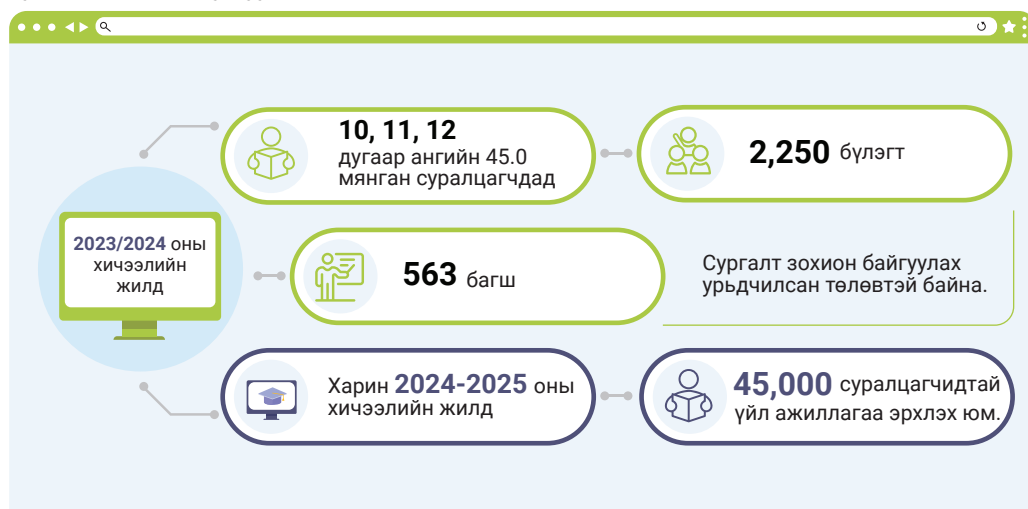 2023/2024 оны
хичээлийн
жилд
10, 11, 12
дугаар ангийн 45.0
мянган суралцагчдад
2,250 бүлэгт
563 багш
Сургалт зохион байгуулах
урьдчилсан төлөвтэй байна.
Харин 2024-2025 оны
хичээлийн жилд
45,000 суралцагчидтай
үйл ажиллагаа эрхлэх юм.